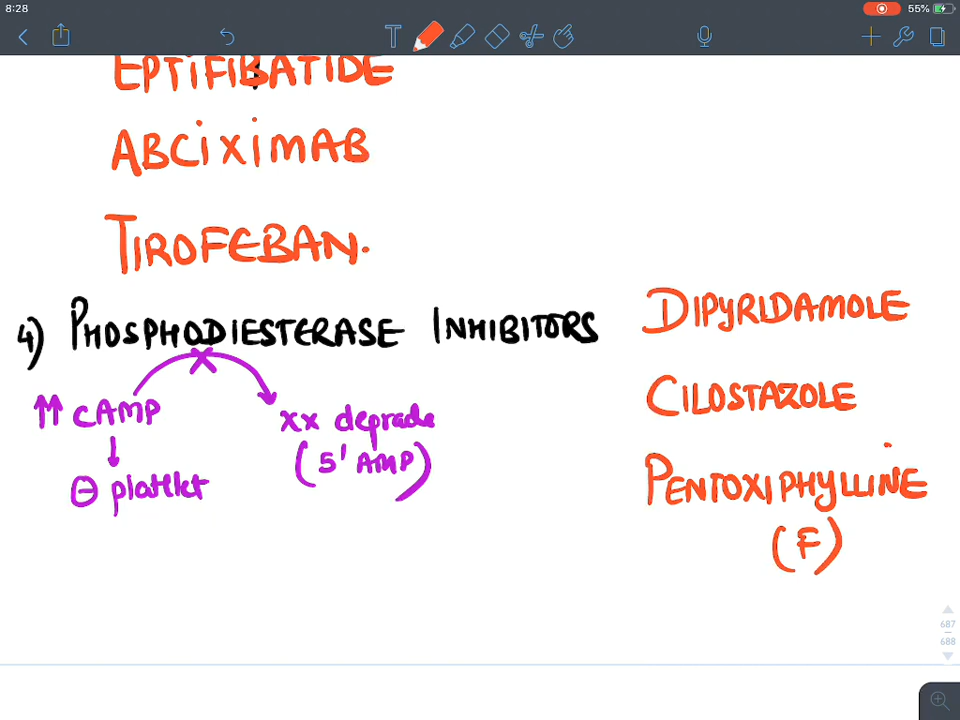 8:28
55%
T
EPTIFIBATIDE
ABCIXIMAB
TIROFEBAN.
4) PHOSPHODIESTERASE INHIBITORS
↑↑ CAMP
↓
⊖ platelet
xx degrade
(5' AMP)
DIPYRIDAMOLE
CILOSTAZOLE
PENTOXIPHYLLINE
(F)
687
688